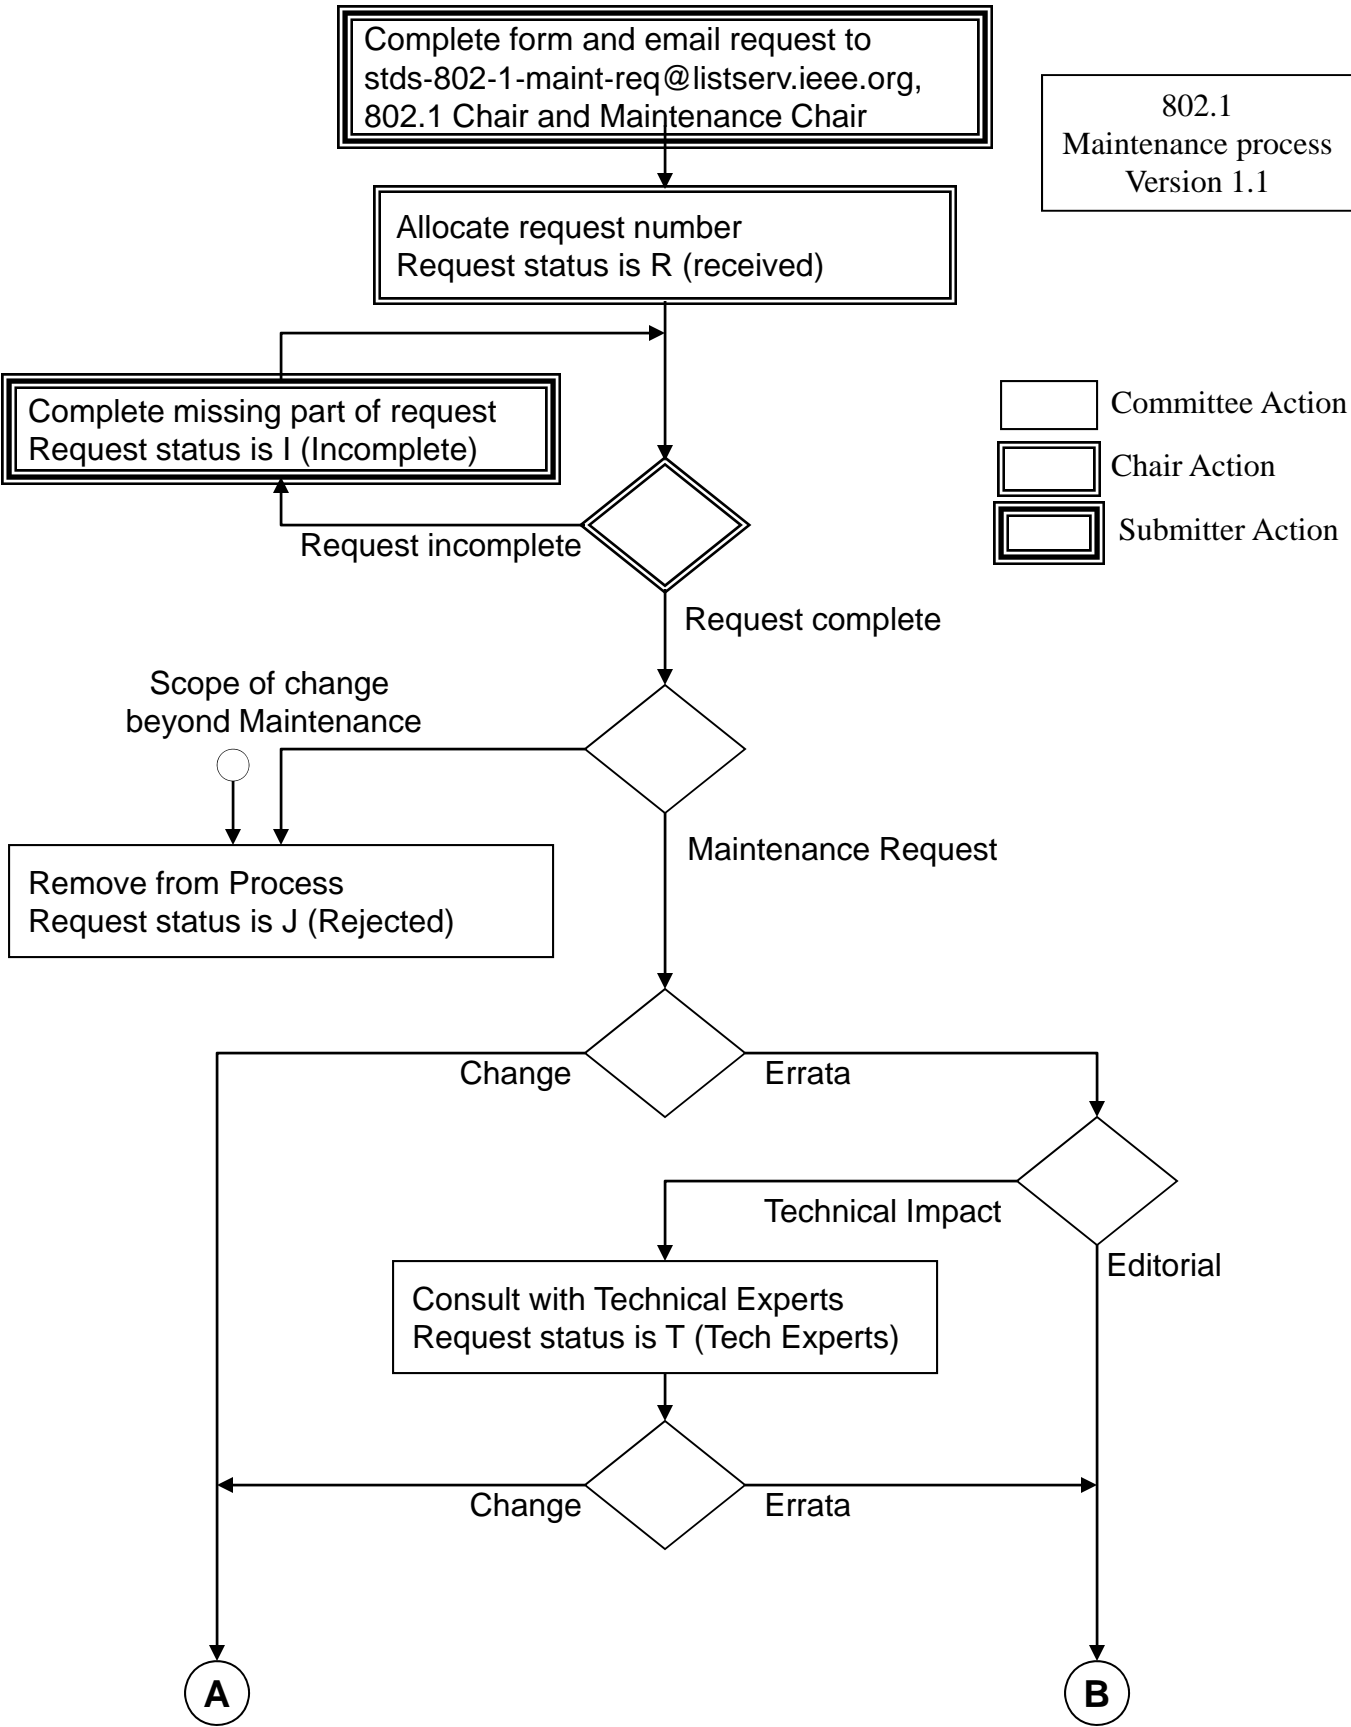 Complete form and email request to
stds-802-1-maint-req@listserv.ieee.org,
802.1 Chair and Maintenance Chair
802.1
Maintenance process
Version 1.1
Allocate request number
Request status is R (received)
Complete missing part of request
Request status is I (Incomplete)
Committee Action
Chair Action
Submitter Action
Request incomplete
Request complete
Scope of change
beyond Maintenance
Maintenance Request
Remove from Process
Request status is J (Rejected)
Change
Errata
Technical Impact
Editorial
Consult with Technical Experts
Request status is T (Tech Experts)
Change
Errata
A
B